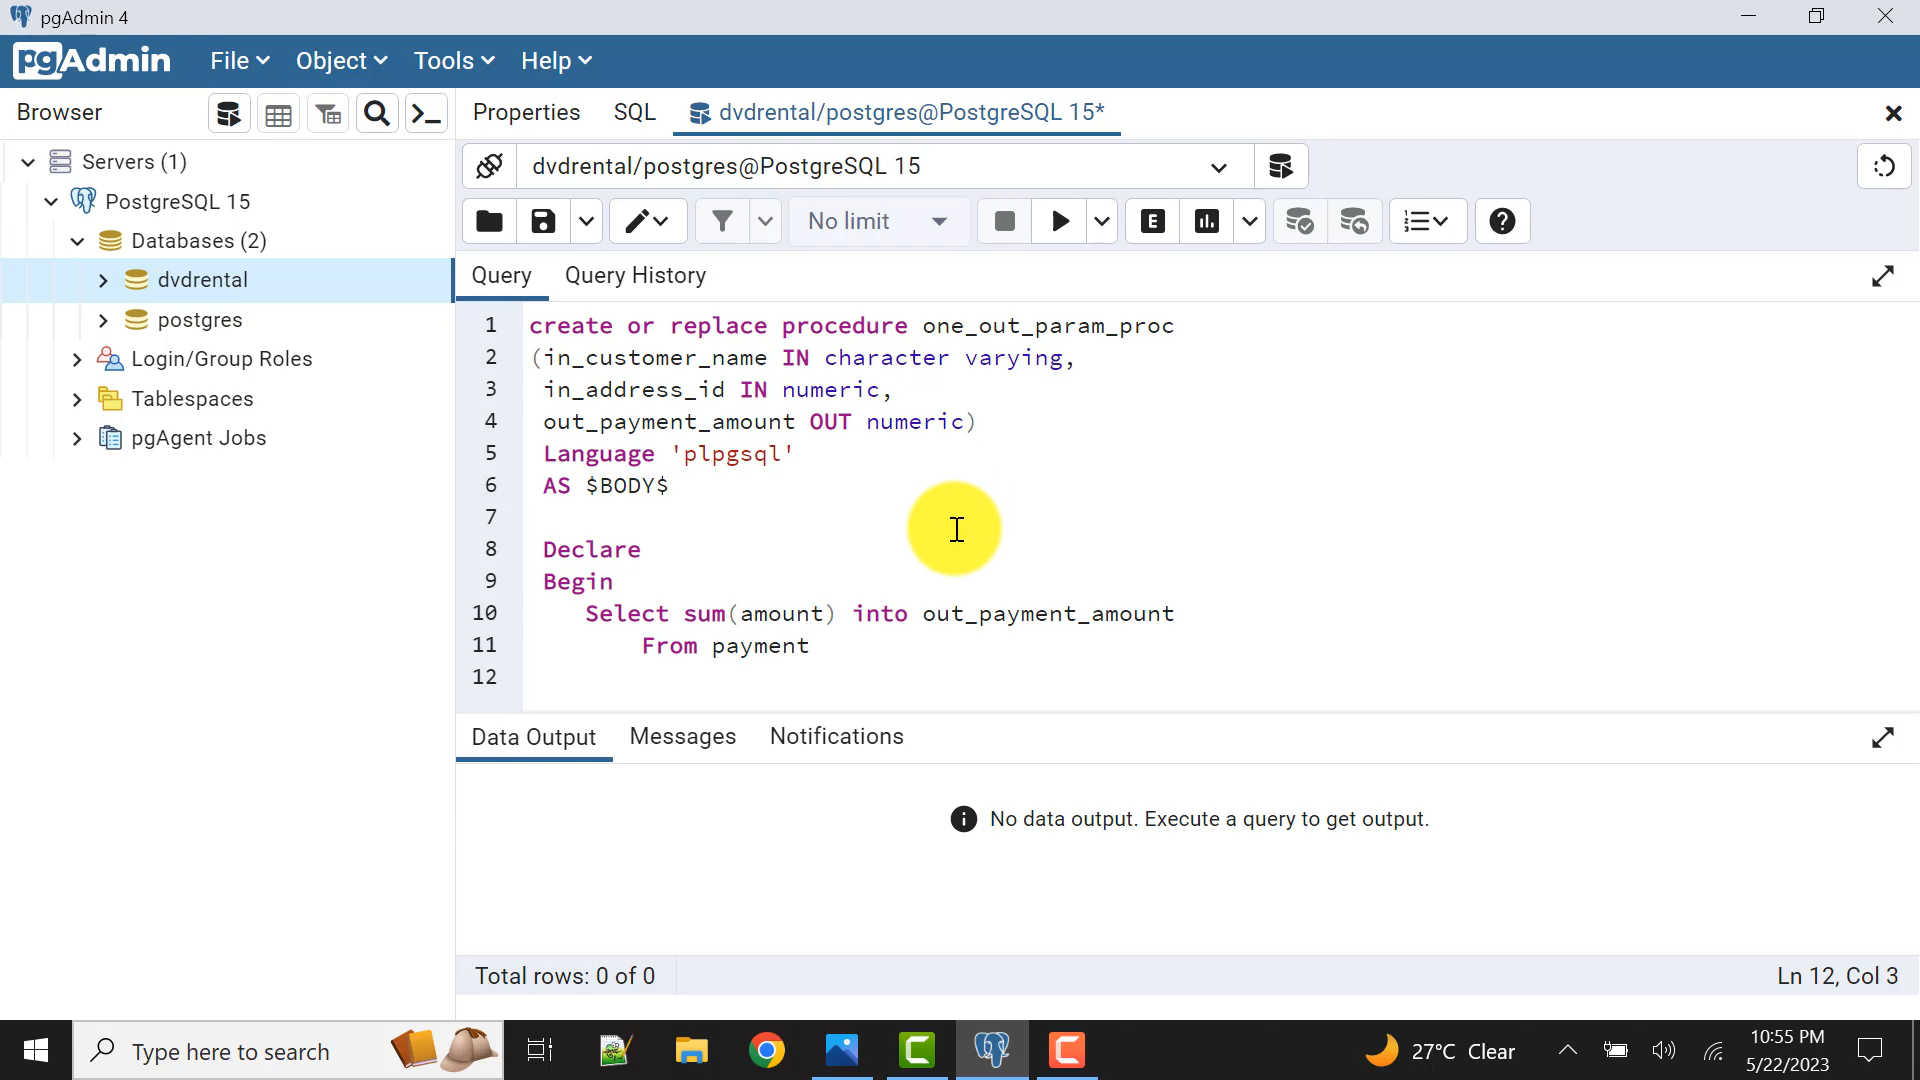 pgAdmin 4
pgAdmin File Object Tools Help
Browser
Properties SQL dvdrental/postgres@PostgreSQL 15*
Servers (1)
PostgreSQL 15
Databases (2)
dvdrental
postgres
Login/Group Roles
Tablespaces
pgAgent Jobs
dvdrental/postgres@PostgreSQL 15
No limit
E
Query Query History
1 create or replace procedure one_out_param_proc
2 (in_customer_name IN character varying,
3 in_address_id IN numeric,
4 out_payment_amount OUT numeric)
5 Language 'plpgsql'
6 AS $BODY$
7
8 Declare
9 Begin
10 Select sum(amount) into out_payment_amount
11 From payment
12
Data Output Messages Notifications
No data output. Execute a query to get output.
Total rows: 0 of 0
Ln 12, Col 3
Type here to search
27°C Clear
10:55 PM
5/22/2023